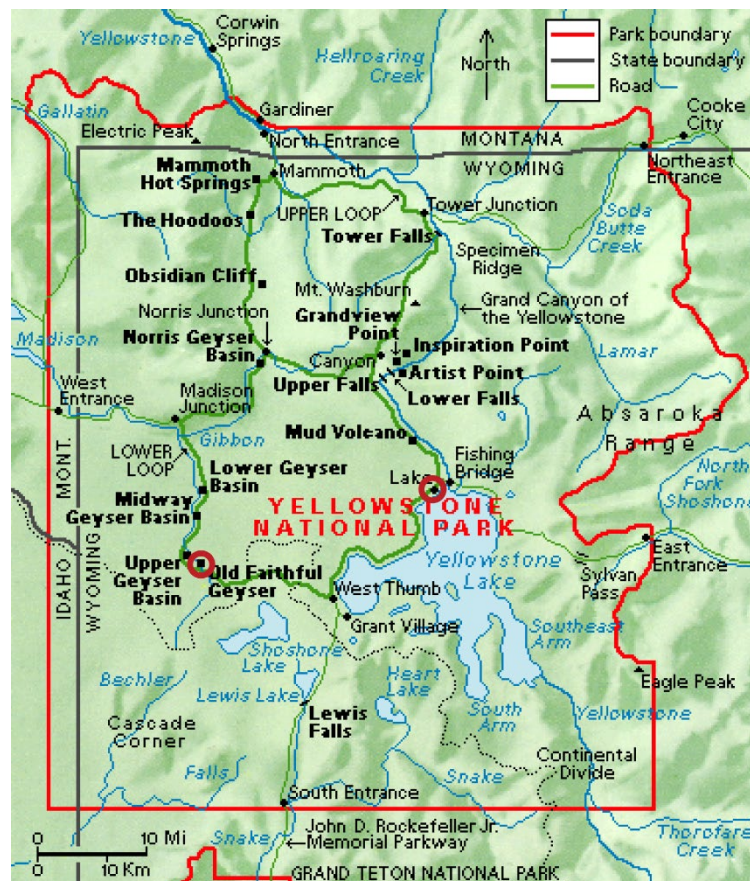 Corwin
Springs
Yellowstone
Hellroaring
Creek
North
Park boundary
State boundary
Road
Gallatin
Gardiner
Electric Peak
North Entrance
MONTANA
WYOMING
Cooke
City
Northeast
Entrance
Mammoth
Hot Springs
Mammoth
The Hoodoos
UPPER LOOP
Tower Junction
Tower Falls
Soda
Butte
Creek
Specimen
Ridge
Obsidian Cliff
Mt. Washburn
Grandview
Point
Grand Canyon of
the Yellowstone
Norris Junction
Norris Geyser
Basin
Madison
Canyon
Inspiration Point
Artist Point
Upper Falls
Lower Falls
Lamar
West
Entrance
Madison
Junction
Gibbon
LOWER
LOOP
Mud Volcano
Absaroka
Range
Fishing
Bridge
Lake
Lower Geyser
Basin
North
Fork
Shoshone
Midway
Geyser Basin
YELLOWSTONE
NATIONAL PARK
IDAHO
MONT.
WYOMING
Upper
Geyser
Basin
Old Faithful
Geyser
Yellowstone
Lake
East
Entrance
Sylvan
Pass
West Thumb
Grant Village
Southeast
Arm
Shoshone
Lake
Heart
Lake
Bechler
Lewis Lake
Lewis
Falls
South
Arm
Eagle Peak
Yellowstone
Cascade
Corner
Continental
Divide
Falls
Snake
South Entrance
Thorofare
Creek
0 10 Mi
0 10 Km
Snake
John D. Rockefeller Jr.
Memorial Parkway
GRAND TETON NATIONAL PARK